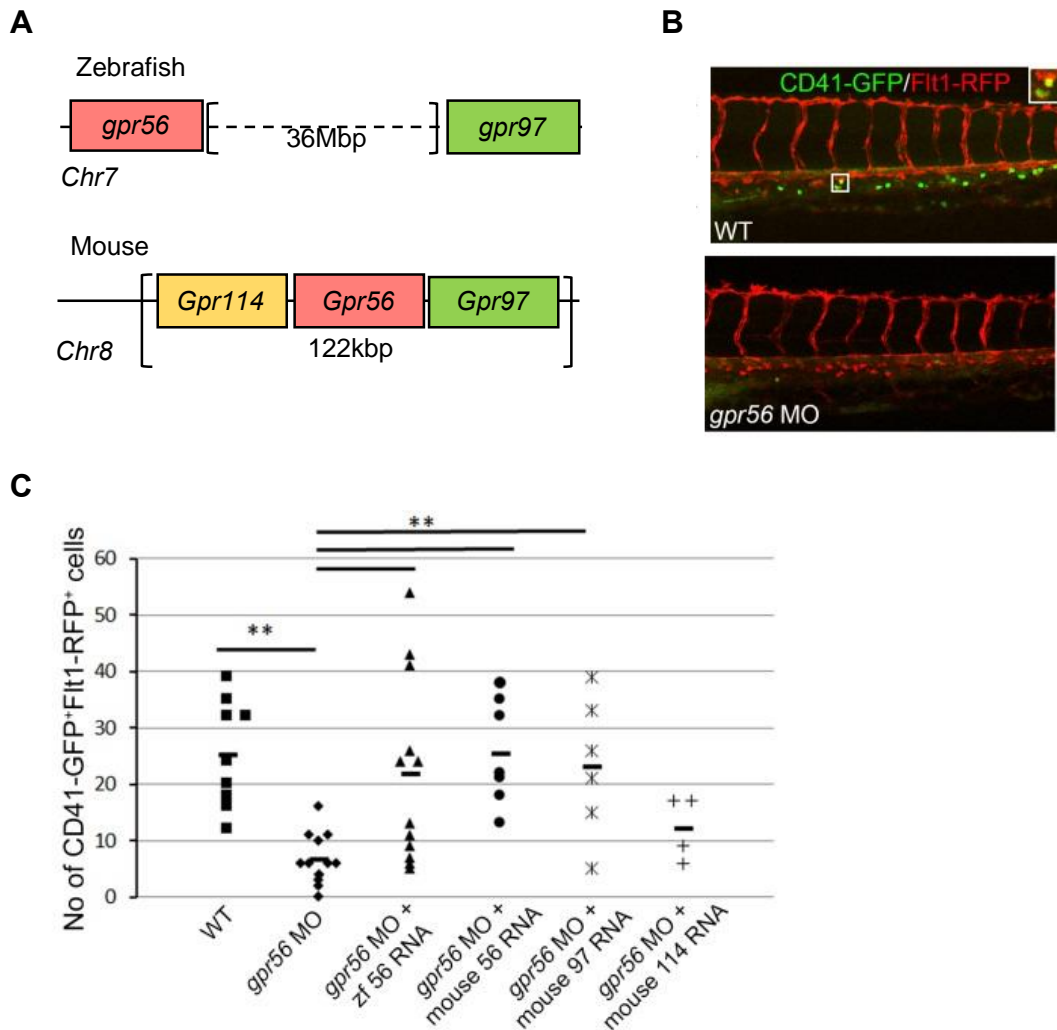 A
Zebrafish
gpr56
36Mbp
gpr97
Chr7
Mouse
Gpr114
Gpr56
Gpr97
Chr8
122kbp
B
CD41-GFP/Flt1-RFP
WT
gpr56 MO
C
No of CD41-GFP⁺Flt1-RFP⁺ cells
60
50
40
30
20
10
0
**
**
WT
gpr56 MO
gpr56 MO +
zf 56 RNA
gpr56 MO +
mouse 56 RNA
gpr56 MO +
mouse 97 RNA
gpr56 MO +
mouse 114 RNA